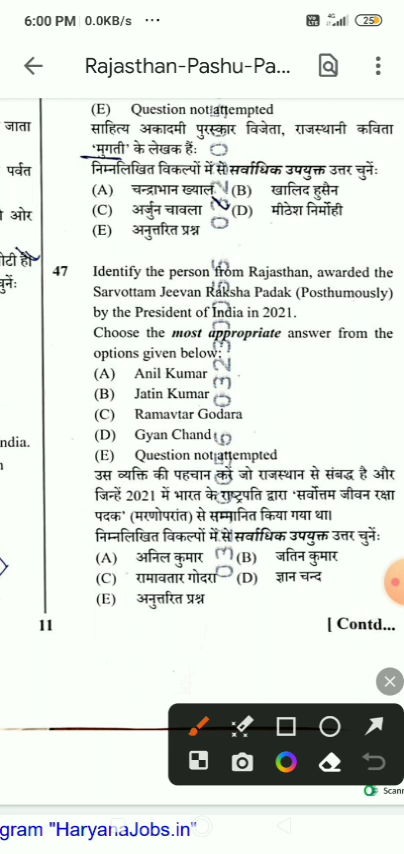 6:00 PM 0.0KB/s ···
Vo LTE 4G 25
Rajasthan-Pashu-Pa...
जाता
पर्वत
ओर
निं:
ndia.
(E) Question not attempted
साहित्य अकादमी पुरस्कार विजेता, राजस्थानी कविता
'मुगती' के लेखक हैं:
निम्नलिखित विकल्पों में से सर्वाधिक उपयुक्त उत्तर चुनें:
(A) चन्द्रभान ख्याल (B) खालिद हुसैन
(C) अर्जुन चावला (D) मीठेश निर्मोही
(E) अनुत्तरित प्रश्न
47 Identify the person from Rajasthan, awarded the
Sarvottam Jeevan Raksha Padak (Posthumously)
by the President of India in 2021.
Choose the most appropriate answer from the
options given below:
(A) Anil Kumar
(B) Jatin Kumar
(C) Ramavtar Godara
(D) Gyan Chand
(E) Question not attempted
उस व्यक्ति की पहचान करें जो राजस्थान से संबद्ध है और
जिन्हें 2021 में भारत के राष्ट्रपति द्वारा 'सर्वोत्तम जीवन रक्षा
पदक' (मरणोपरांत) से सम्मानित किया गया था।
निम्नलिखित विकल्पों में से सर्वाधिक उपयुक्त उत्तर चुनें:
(A) अनिल कुमार (B) जतिन कुमार
(C) रामावतार गोदरा (D) ज्ञान चन्द
(E) अनुत्तरित प्रश्न
11 [ Contd...
Scann
gram "HaryanaJobs.in"